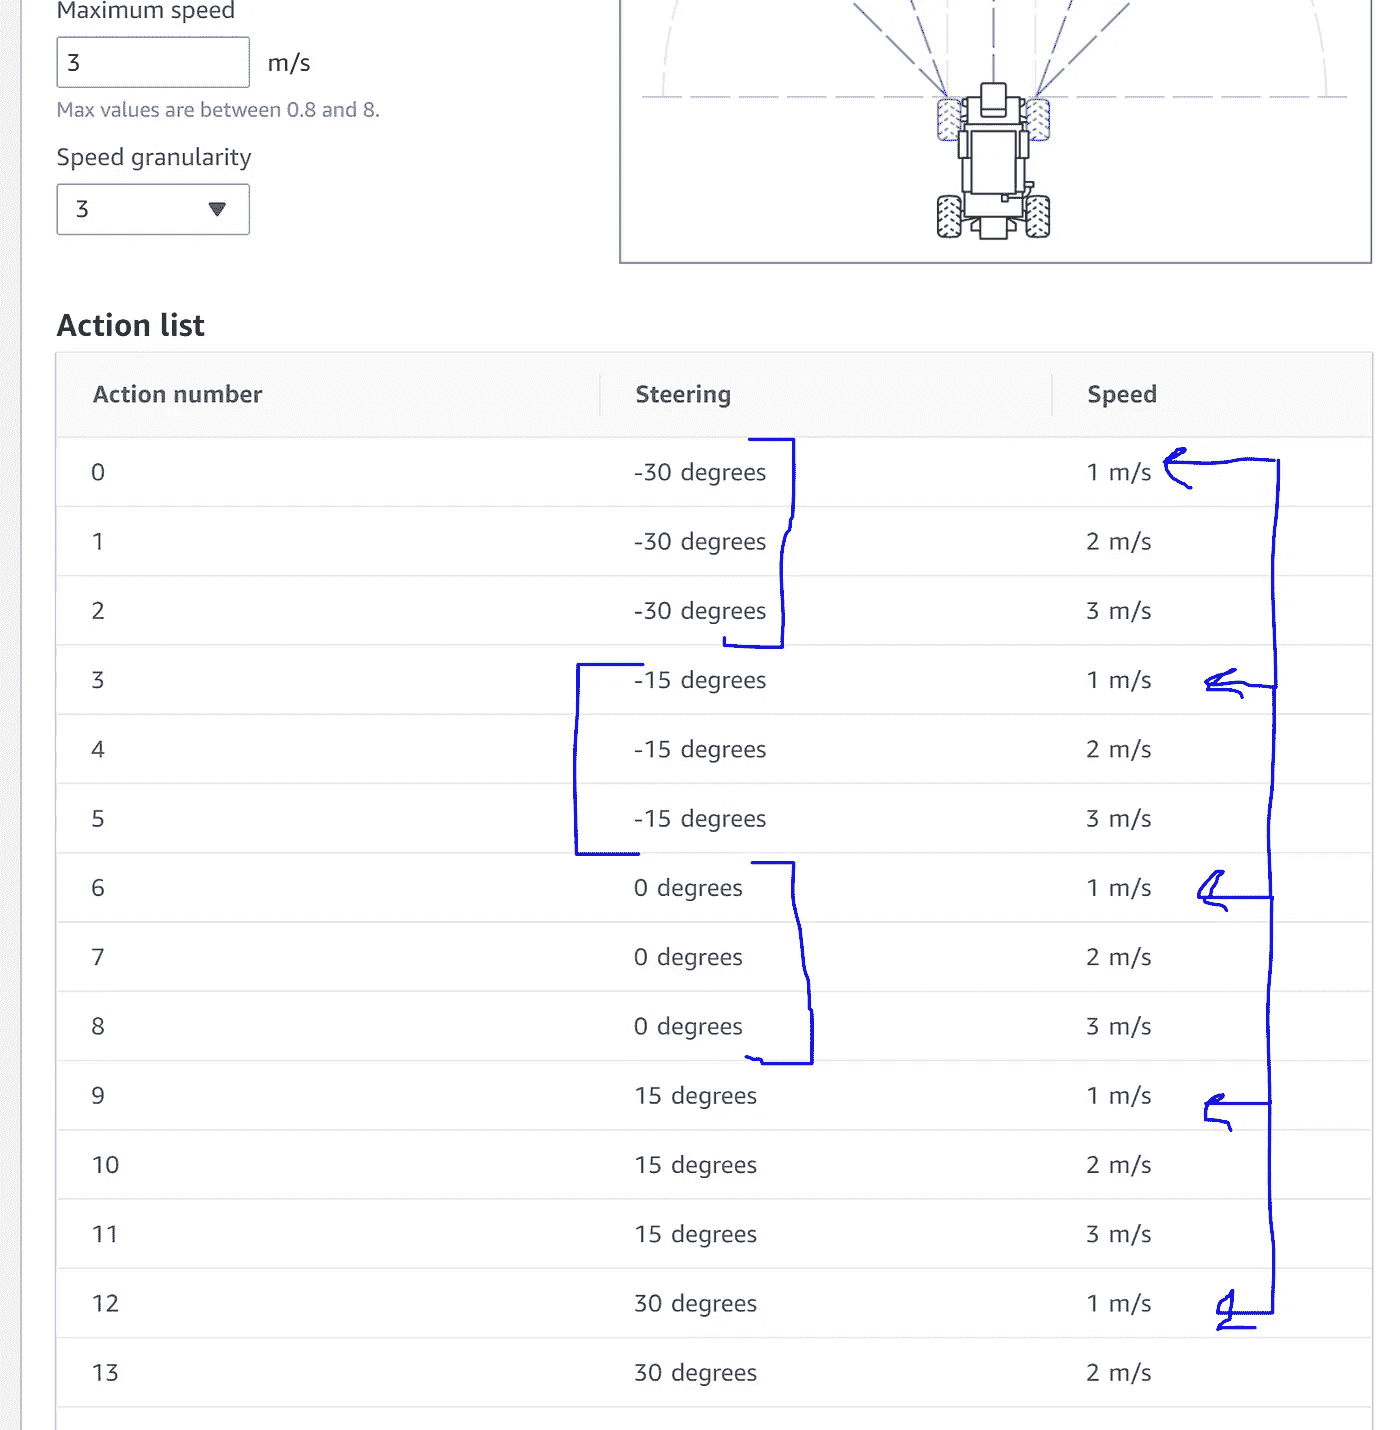 Maximum speed
3 m/s
Max values are between 0.8 and 8.
Speed granularity
3
Action list
Action number Steering Speed
0 -30 degrees 1 m/s
1 -30 degrees 2 m/s
2 -30 degrees 3 m/s
3 -15 degrees 1 m/s
4 -15 degrees 2 m/s
5 -15 degrees 3 m/s
6 0 degrees 1 m/s
7 0 degrees 2 m/s
8 0 degrees 3 m/s
9 15 degrees 1 m/s
10 15 degrees 2 m/s
11 15 degrees 3 m/s
12 30 degrees 1 m/s
13 30 degrees 2 m/s